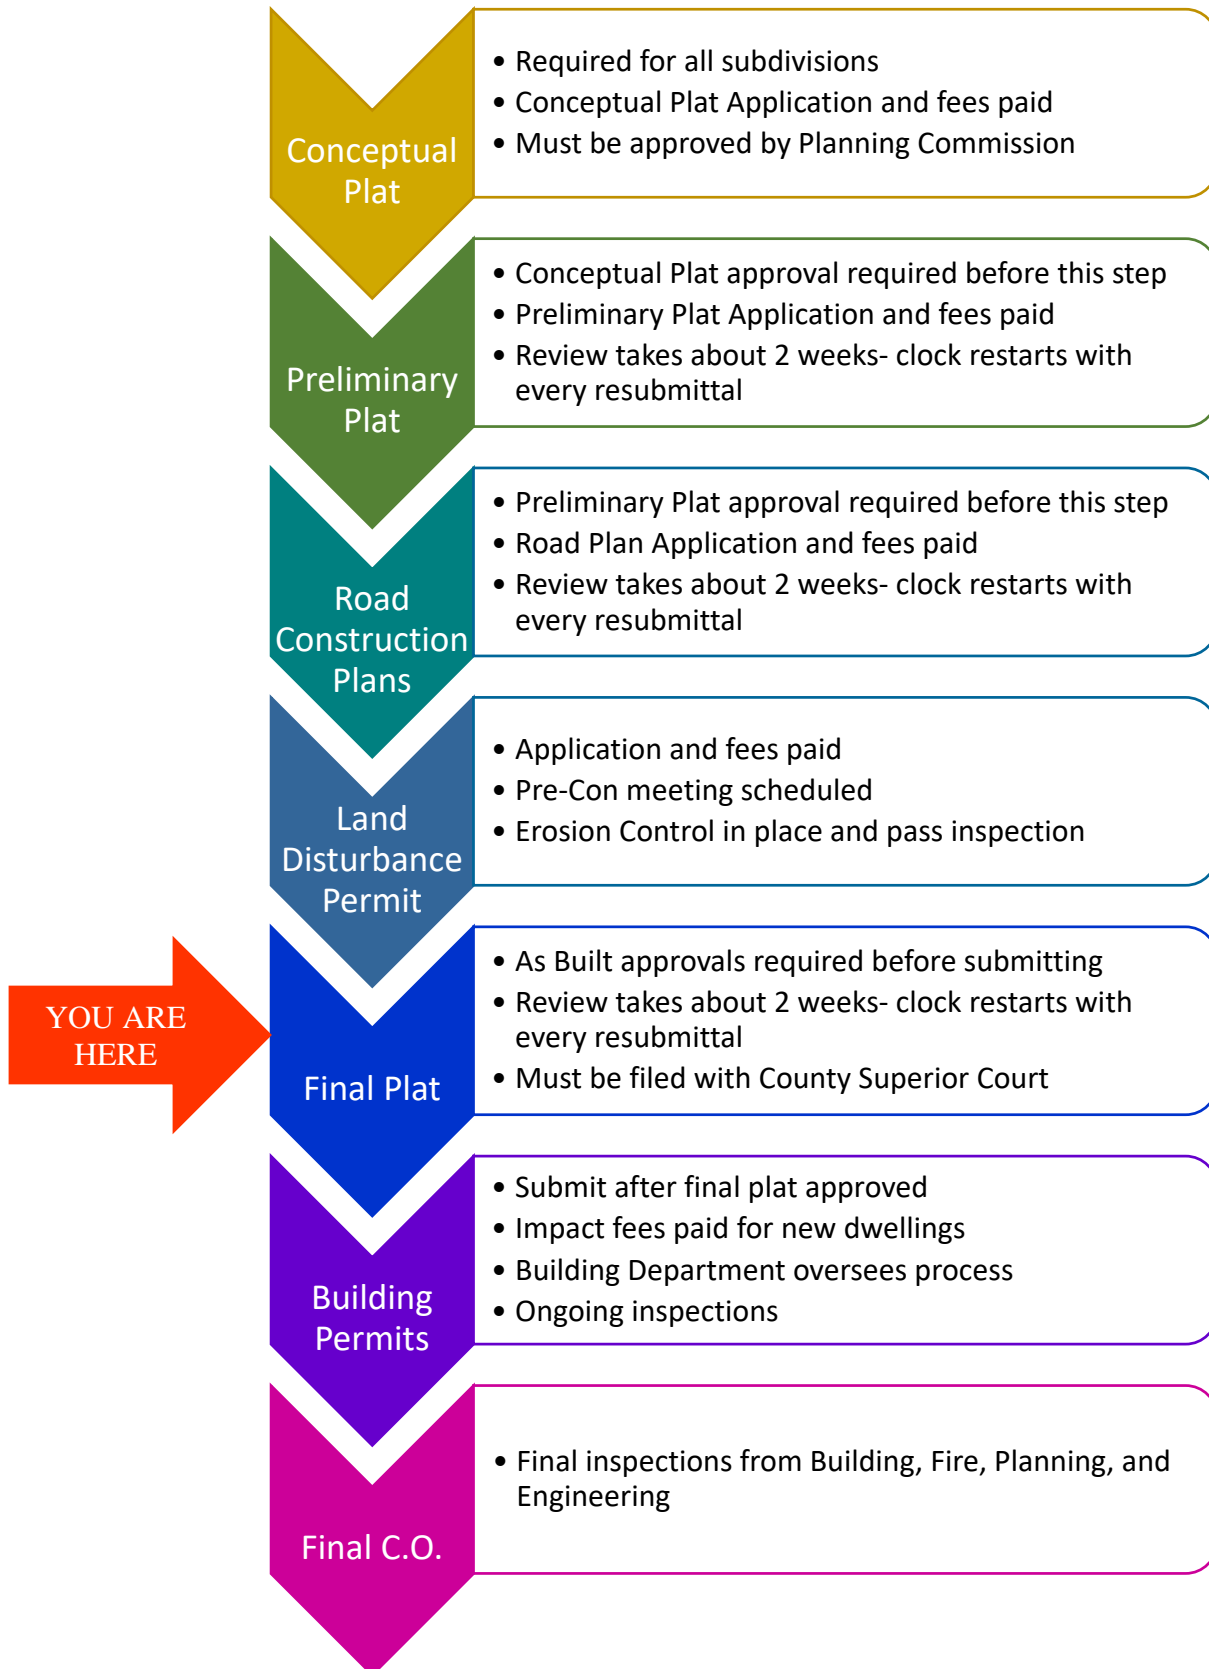 Conceptual
Plat
• Required for all subdivisions
• Conceptual Plat Application and fees paid
• Must be approved by Planning Commission
Preliminary
Plat
• Conceptual Plat approval required before this step
• Preliminary Plat Application and fees paid
• Review takes about 2 weeks- clock restarts with
every resubmittal
Road
Construction
Plans
• Preliminary Plat approval required before this step
• Road Plan Application and fees paid
• Review takes about 2 weeks- clock restarts with
every resubmittal
Land
Disturbance
Permit
• Application and fees paid
• Pre-Con meeting scheduled
• Erosion Control in place and pass inspection
YOU ARE
HERE
Final Plat
• As Built approvals required before submitting
• Review takes about 2 weeks- clock restarts with
every resubmittal
• Must be filed with County Superior Court
Building
Permits
• Submit after final plat approved
• Impact fees paid for new dwellings
• Building Department oversees process
• Ongoing inspections
Final C.O.
• Final inspections from Building, Fire, Planning, and
Engineering